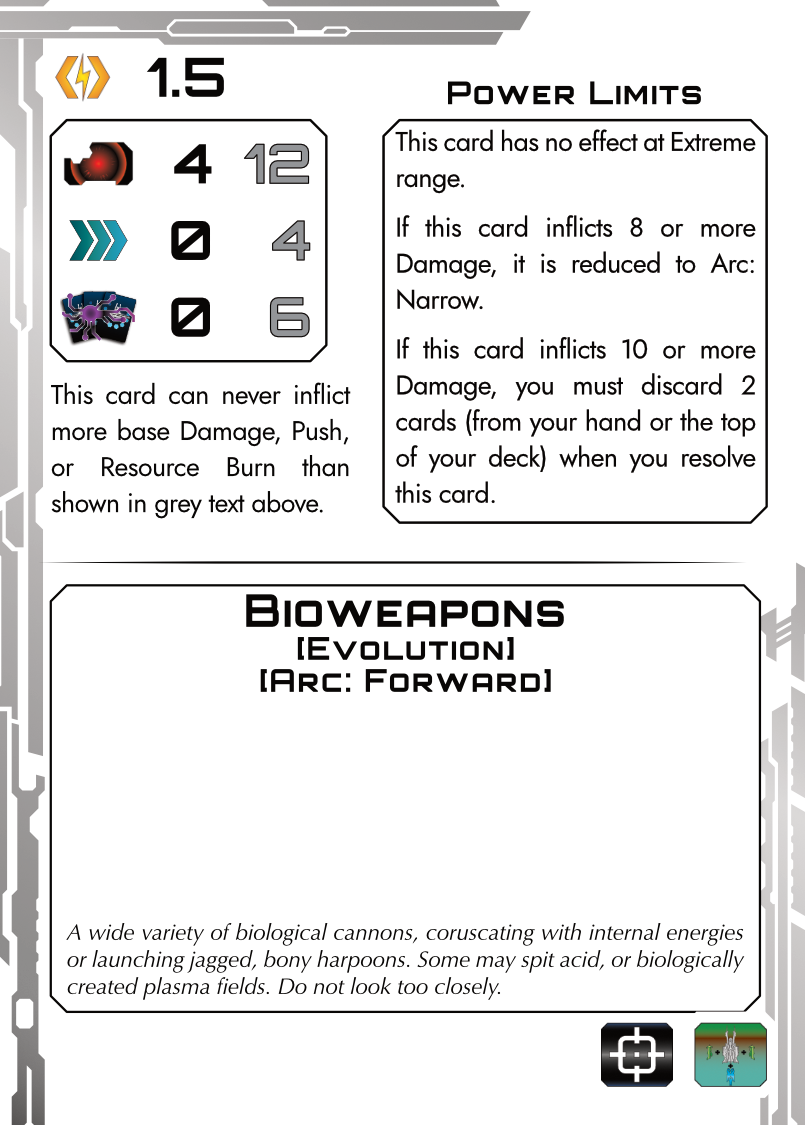 1.5
4 12
0 4
0 6
This card can never inflict
more base Damage, Push,
or Resource Burn than
shown in grey text above.
Power Limits
This card has no effect at Extreme
range.
If this card inflicts 8 or more
Damage, it is reduced to Arc:
Narrow.
If this card inflicts 10 or more
Damage, you must discard 2
cards (from your hand or the top
of your deck) when you resolve
this card.
Bioweapons
[Evolution]
[Arc: Forward]
A wide variety of biological cannons, coruscating with internal energies
or launching jagged, bony harpoons. Some may spit acid, or biologically
created plasma fields. Do not look too closely.